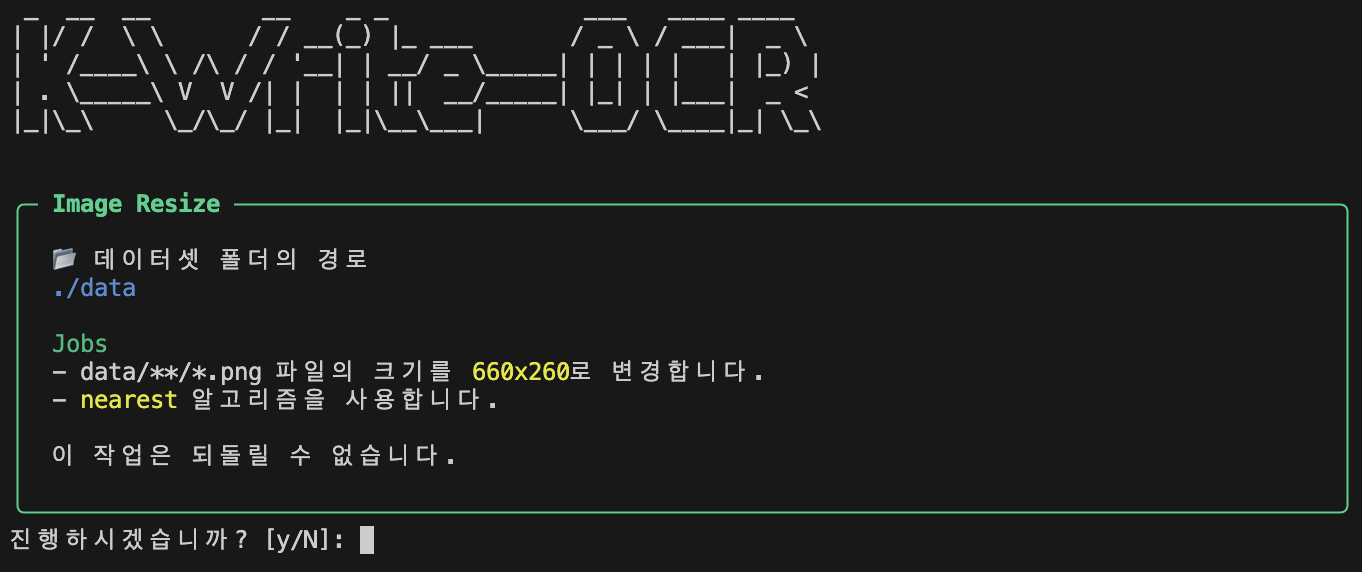 K-Write-OCR
Image Resize
데이터셋 폴더의 경로
./data
Jobs
- data/**/*.png 파일의 크기를 660x260로 변경합니다.
- nearest 알고리즘을 사용합니다.
이 작업은 되돌릴 수 없습니다.
진행하시겠습니까? [y/N]: